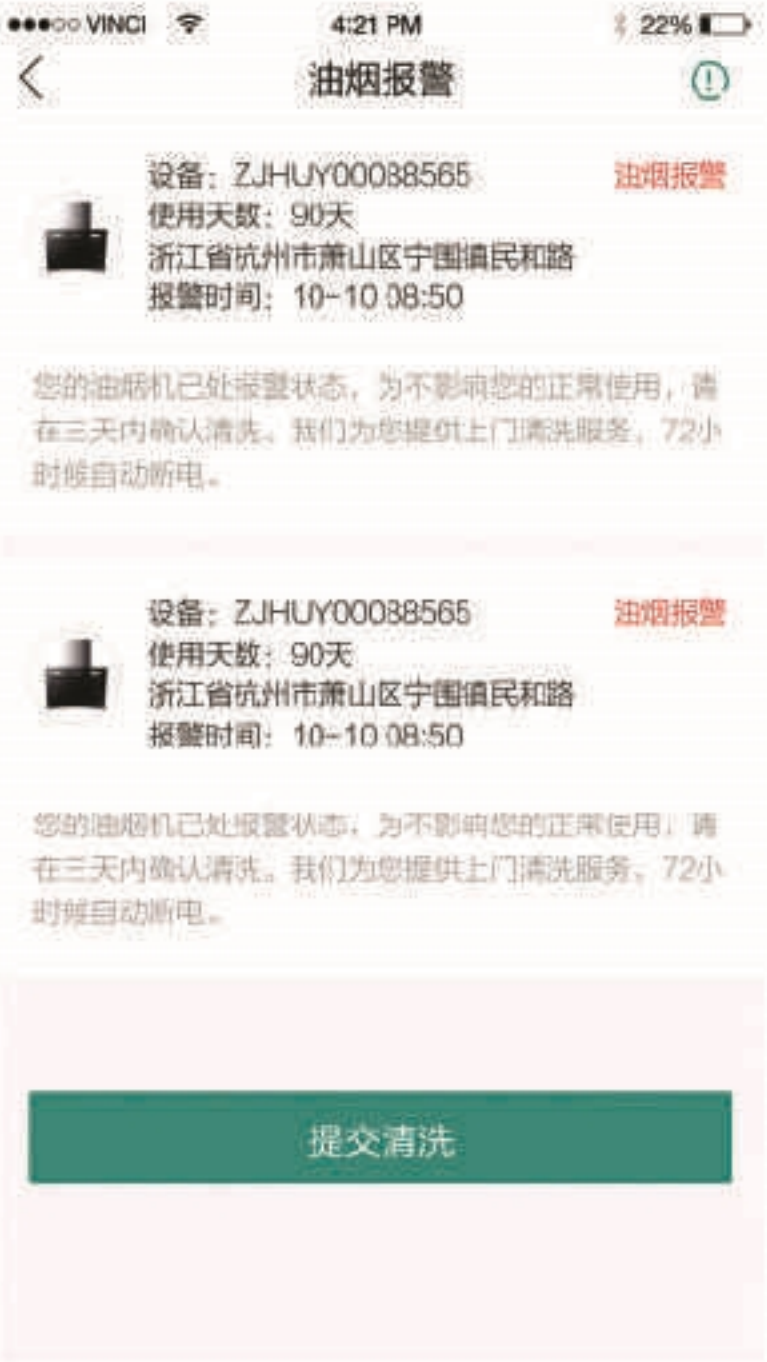 VINCI
4:21 PM
22%
油烟报警
设备：ZJHUY00088565
油烟报警
使用天数：90天
浙江省杭州市萧山区宁围镇民和路
报警时间：10-10 08:50
您的油烟机已处报警状态，为不影响您的正常使用，请
在三天内确认清洗。我们为您提供上门清洗服务，72小
时候自动断电。
设备：ZJHUY00088565
油烟报警
使用天数：90天
浙江省杭州市萧山区宁围镇民和路
报警时间：10-10 08:50
您的油烟机已处报警状态，为不影响您的正常使用，请
在三天内确认清洗。我们为您提供上门清洗服务，72小
时候自动断电。
提交清洗